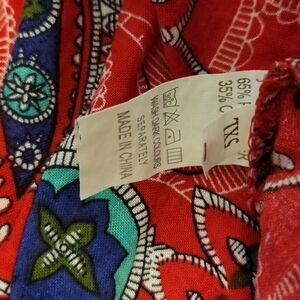 WASH DARK COLOURS
SEPARATELY
MADE IN CHINA
65% F
35% C